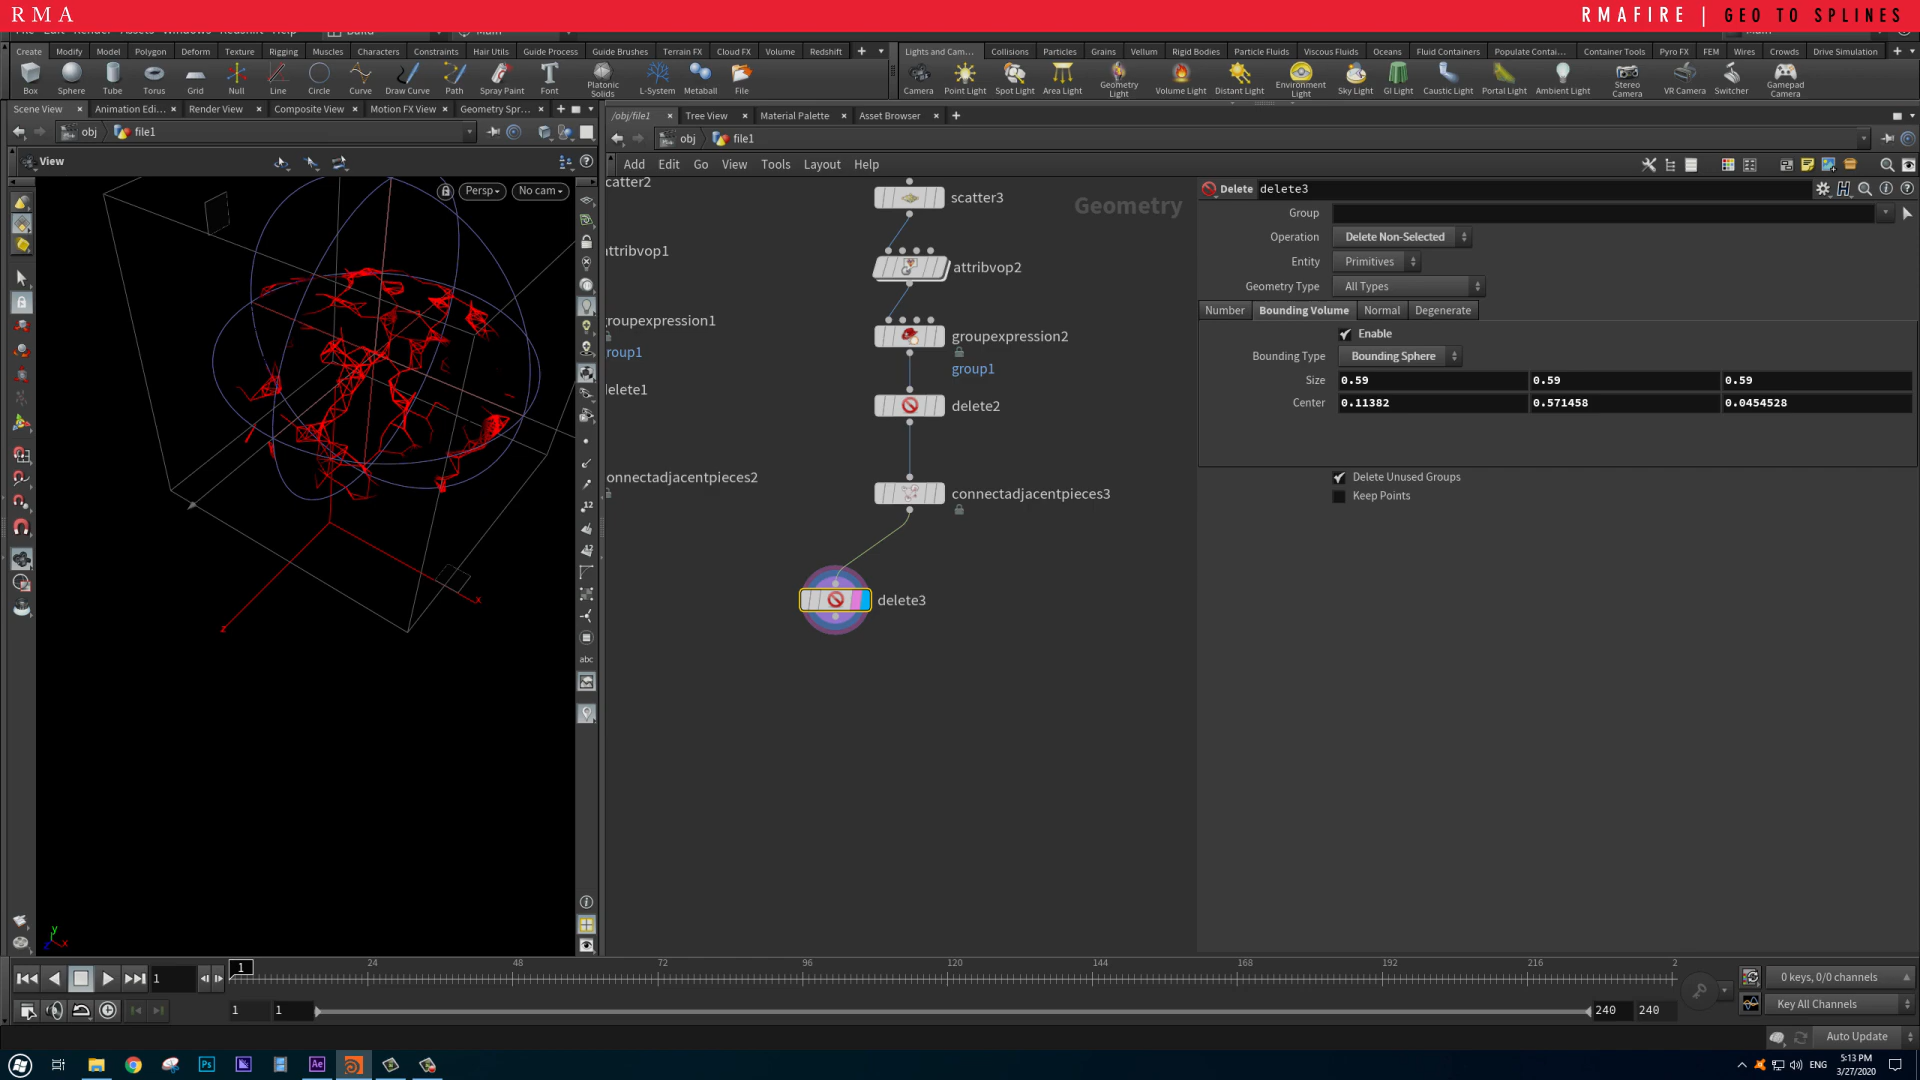 RMA
RMAFIRE | GEO TO SPLINES
Create Modify Model Polygon Deform Texture Rigging Muscles Characters Constraints Hair Utils Guide Process Guide Brushes Terrain FX Cloud FX Volume Redshift
Lights and Cam... Collisions Particles Grains Vellum Rigid Bodies Particle Fluids Viscous Fluids Oceans Fluid Containers Populate Contai... Container Tools Pyro FX FEM Wires Crowds Drive Simulation
Box Sphere Tube Torus Grid Null Line Circle Curve Draw Curve Path Spray Paint Font Platonic Solids L-System Metaball File
Camera Point Light Spot Light Area Light Geometry Light Volume Light Distant Light Environment Light Sky Light GI Light Caustic Light Portal Light Ambient Light Stereo Camera VR Camera Switcher Gamepad Camera
Scene View Animation Edi... Render View Composite View Motion FX View Geometry Spr...
/obj/file1 Tree View Material Palette Asset Browser
obj file1
obj file1
View
Add Edit Go View Tools Layout Help
Persp No cam
Geometry
catter2
scatter3
ttribvop1
attribvop2
groupexpression1
roup1
groupexpression2
group1
elete1
delete2
onnectadjacentpieces2
connectadjacentpieces3
delete3
Delete delete3
Group
Operation Delete Non-Selected
Entity Primitives
Geometry Type All Types
Number Bounding Volume Normal Degenerate
Enable
Bounding Type Bounding Sphere
Size 0.59 0.59 0.59
Center 0.11382 0.571458 0.0454528
Delete Unused Groups
Keep Points
x
z
abc
y
x
z
1
1 24 48 72 96 120 144 168 192 216 2
0 keys, 0/0 channels
1 1 240 240
Key All Channels
Auto Update
Ps Ae
ENG
5:13 PM
3/27/2020